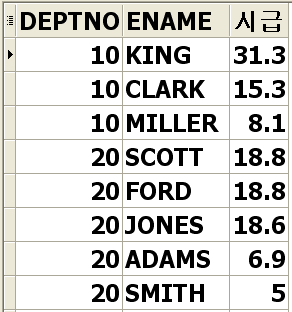 DEPTNO ENAME 시급
10 KING 31.3
10 CLARK 15.3
10 MILLER 8.1
20 SCOTT 18.8
20 FORD 18.8
20 JONES 18.6
20 ADAMS 6.9
20 SMITH 5